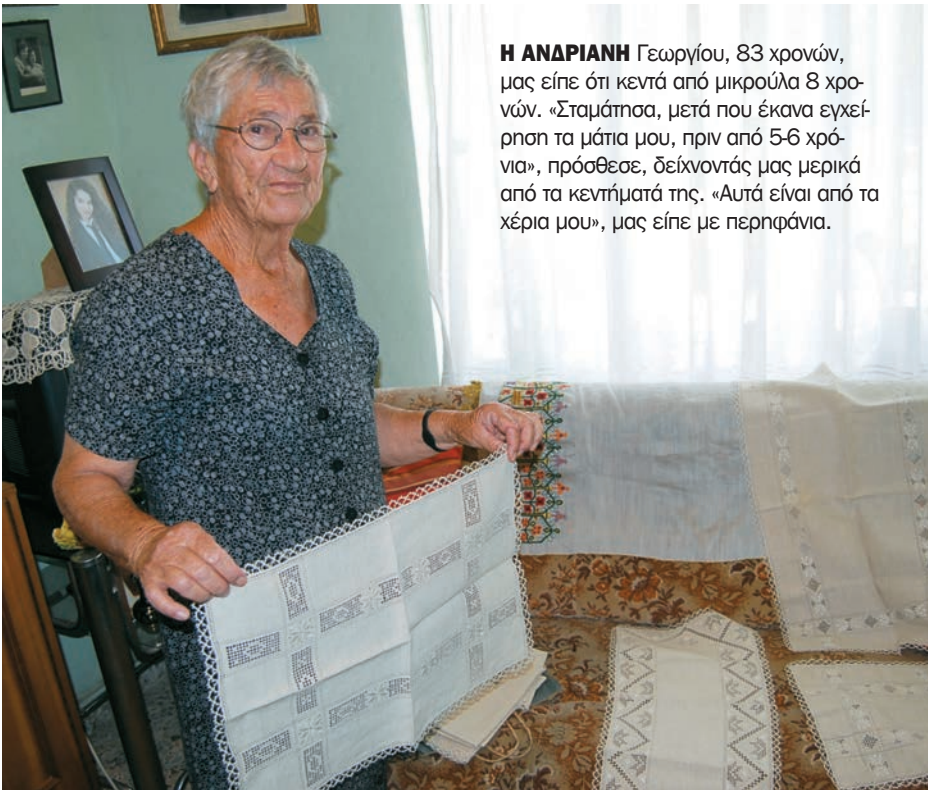 Η ΑΝΔΡΙΑΝΗ Γεωργίου, 83 χρονών,
μας είπε ότι κεντά από μικρούλα 8 χρο-
νών. «Σταμάτησα, μετά που έκανα εγχεί-
ρηση τα μάτια μου, πριν από 5-6 χρό-
νια», πρόσθεσε, δείχνοντάς μας μερικά
από τα κεντήματά της. «Αυτά είναι από τα
χέρια μου», μας είπε με περηφάνια.